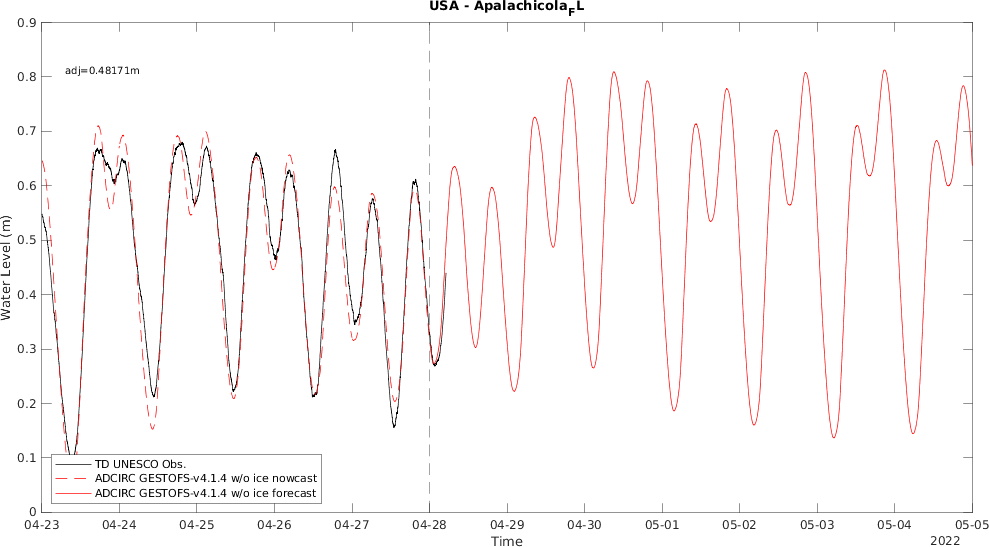 USA - ApalachicolaFL
adj=0.48171m
0.9
0.8
0.7
0.6
0.5
0.4
0.3
0.2
0.1
0
Water Level (m)
TD UNESCO Obs.
ADCIRC GESTOFS-v4.1.4 w/o ice nowcast
ADCIRC GESTOFS-v4.1.4 w/o ice forecast
04-23 04-24 04-25 04-26 04-27 04-28 04-29 04-30 05-01 05-02 05-03 05-04 05-05
Time
2022